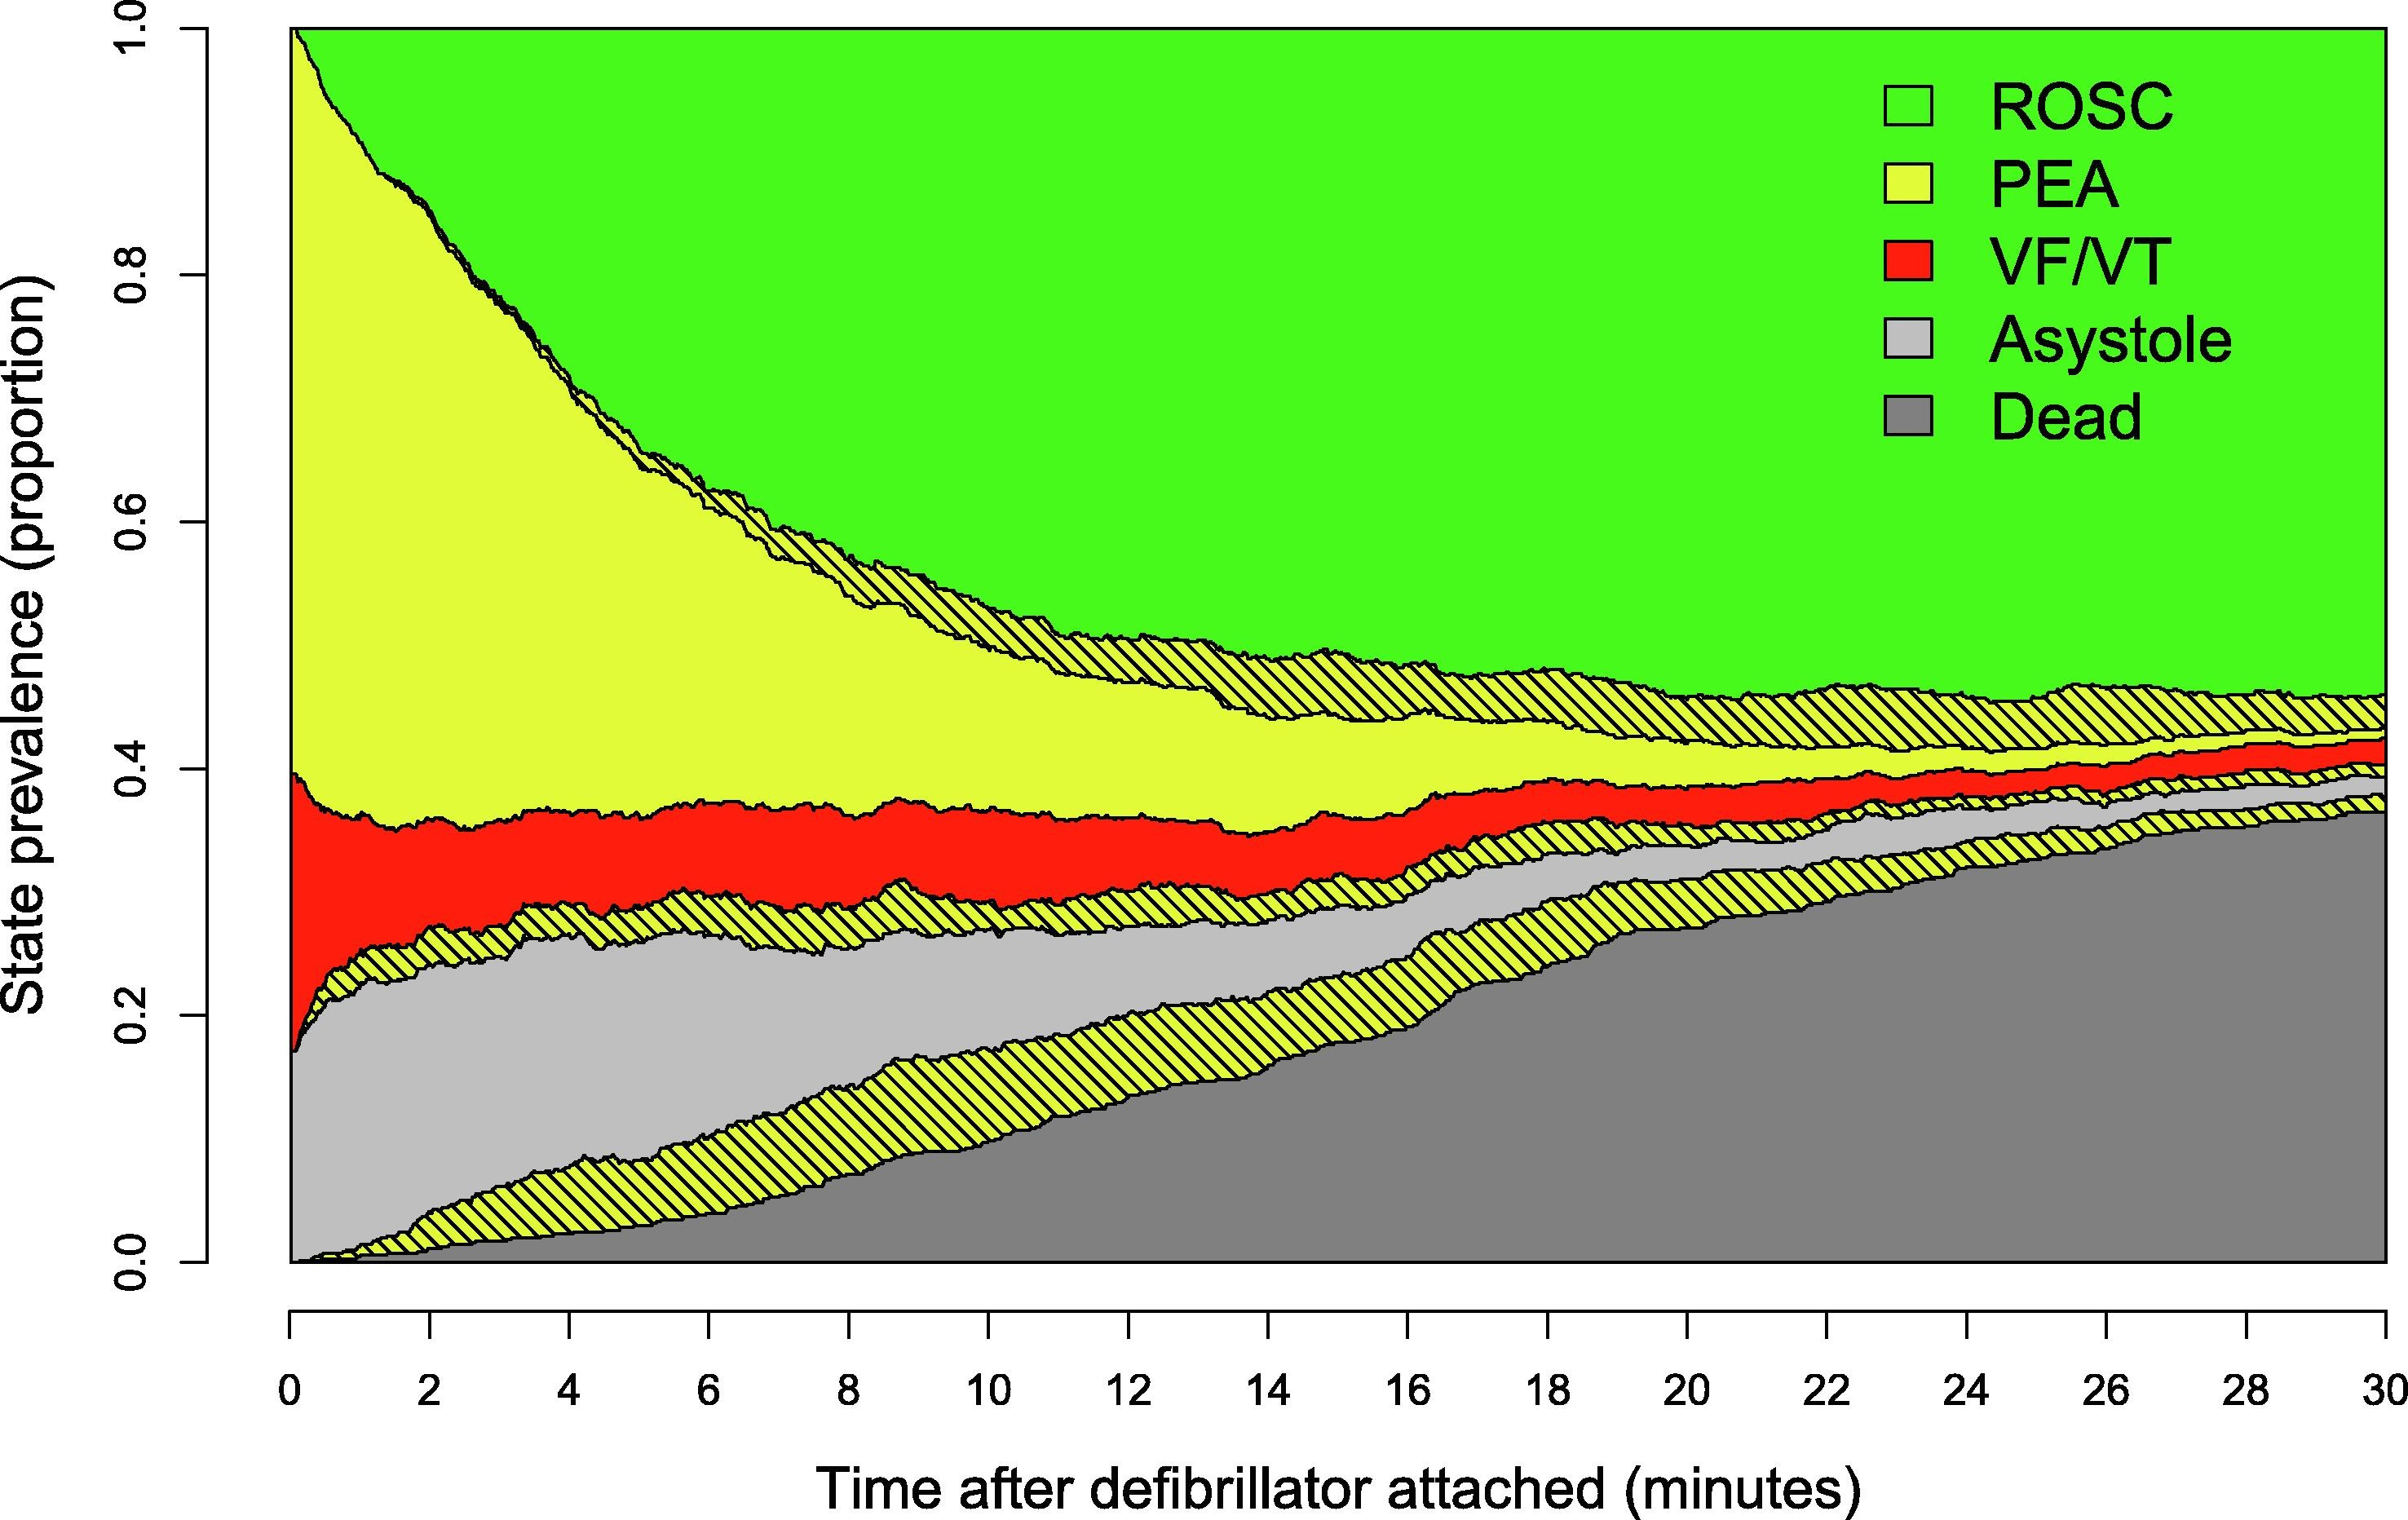 State prevalence (proportion)
1.0
0.8
0.6
0.4
0.2
0.0
ROSC
PEA
VF/VT
Asystole
Dead
0 2 4 6 8 10 12 14 16 18 20 22 24 26 28 30
Time after defibrillator attached (minutes)